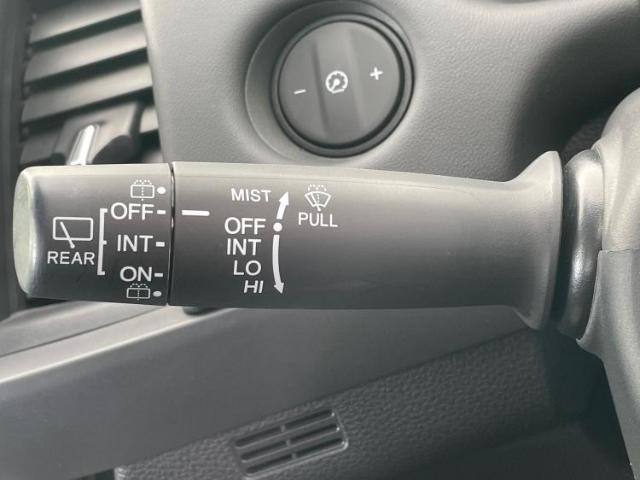 − +
REAR
OFF
INT
ON
MIST
OFF
INT
LO
HI
PULL